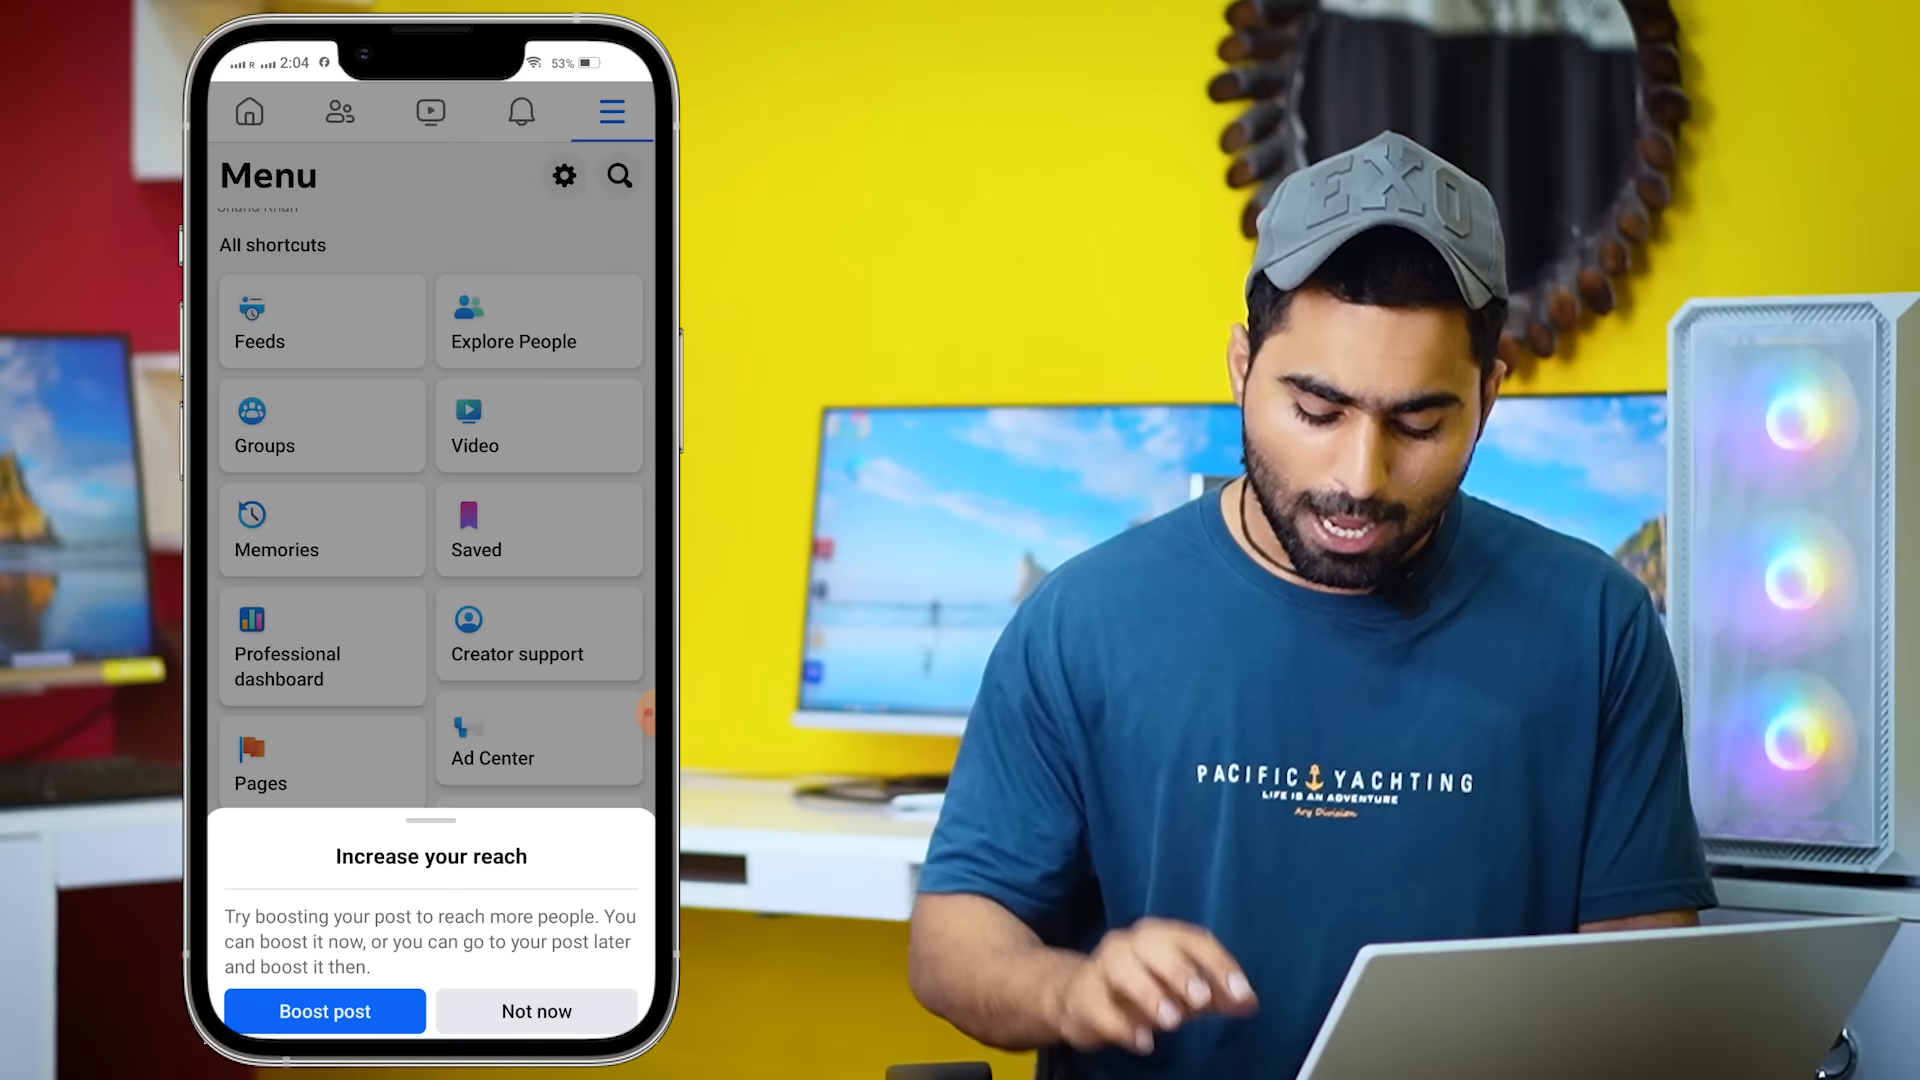 2:04
53%
Menu
All shortcuts
Feeds
Explore People
Groups
Video
Memories
Saved
Professional
dashboard
Creator support
Pages
Ad Center
Increase your reach
Try boosting your post to reach more people. You
can boost it now, or you can go to your post later
and boost it then.
Boost post
Not now
EXO
PACIFIC YACHTING
LIFE IS AN ADVENTURE
Any Division